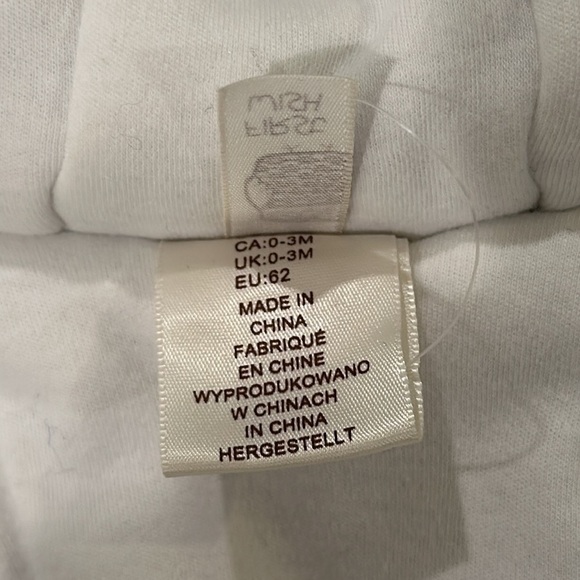 FIRST
WISH
CA:0-3M
UK:0-3M
EU:62
MADE IN
CHINA
FABRIQUÉ
EN CHINE
WYPRODUKOWANO
W CHINACH
IN CHINA
HERGESTELLT